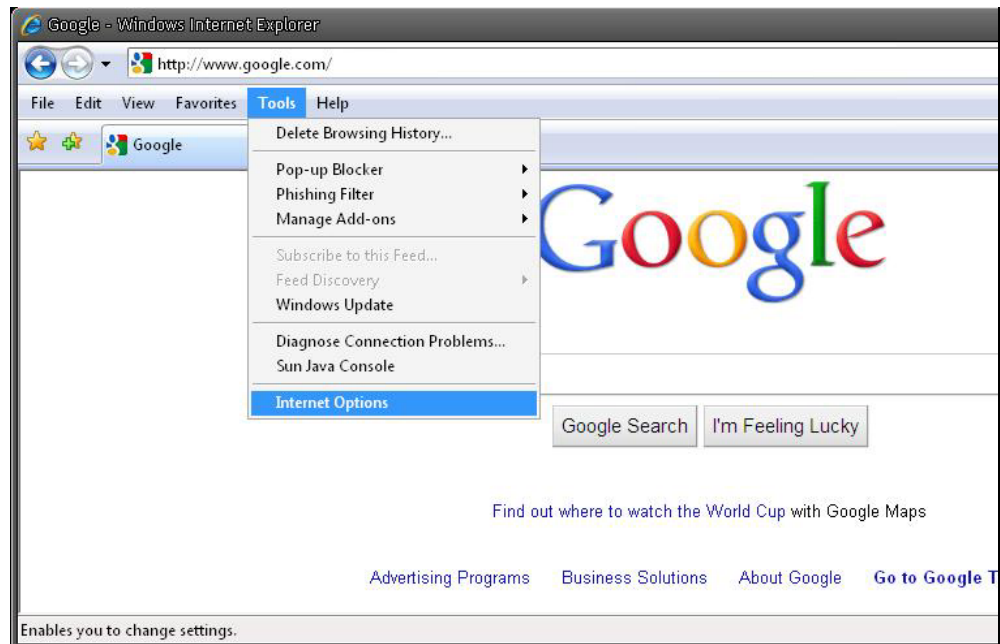 Google - Windows Internet Explorer
http://www.google.com/
File Edit View Favorites Tools Help
Google
Delete Browsing History...
Pop-up Blocker
Phishing Filter
Manage Add-ons
Subscribe to this Feed...
Feed Discovery
Windows Update
Diagnose Connection Problems...
Sun Java Console
Internet Options
Google
Google Search I'm Feeling Lucky
Find out where to watch the World Cup with Google Maps
Advertising Programs Business Solutions About Google Go to Google T
Enables you to change settings.